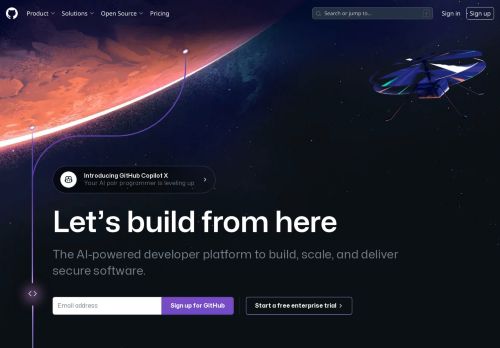 Product Solutions Open Source Pricing Search or jump to... / Sign in Sign up
Introducing GitHub Copilot X
Your AI pair programmer is leveling up
Let’s build from here
The AI-powered developer platform to build, scale, and deliver
secure software.
Email address Sign up for GitHub Start a free enterprise trial